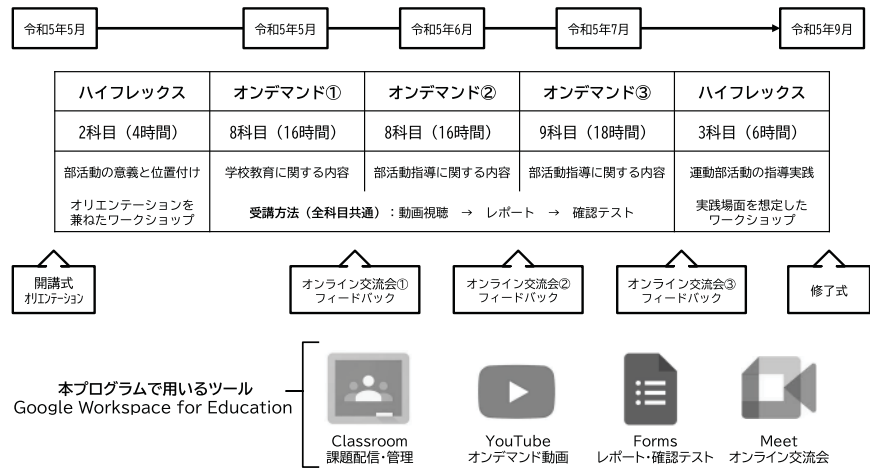 令和5年5月
令和5年5月
令和5年6月
令和5年7月
令和5年9月
ハイフレックス
オンデマンド①
オンデマンド②
オンデマンド③
ハイフレックス
2科目（4時間）
8科目（16時間）
8科目（16時間）
9科目（18時間）
3科目（6時間）
部活動の意義と位置付け
学校教育に関する内容
部活動指導に関する内容
部活動指導に関する内容
運動部活動の指導実践
オリエンテーションを
兼ねたワークショップ
受講方法（全科目共通）：動画視聴　→　レポート　→　確認テスト
実践場面を想定した
ワークショップ
開講式
オリエンテーション
オンライン交流会①
フィードバック
オンライン交流会②
フィードバック
オンライン交流会③
フィードバック
修了式
本プログラムで用いるツール
Google Workspace for Education
Classroom
課題配信・管理
YouTube
オンデマンド動画
Forms
レポート・確認テスト
Meet
オンライン交流会